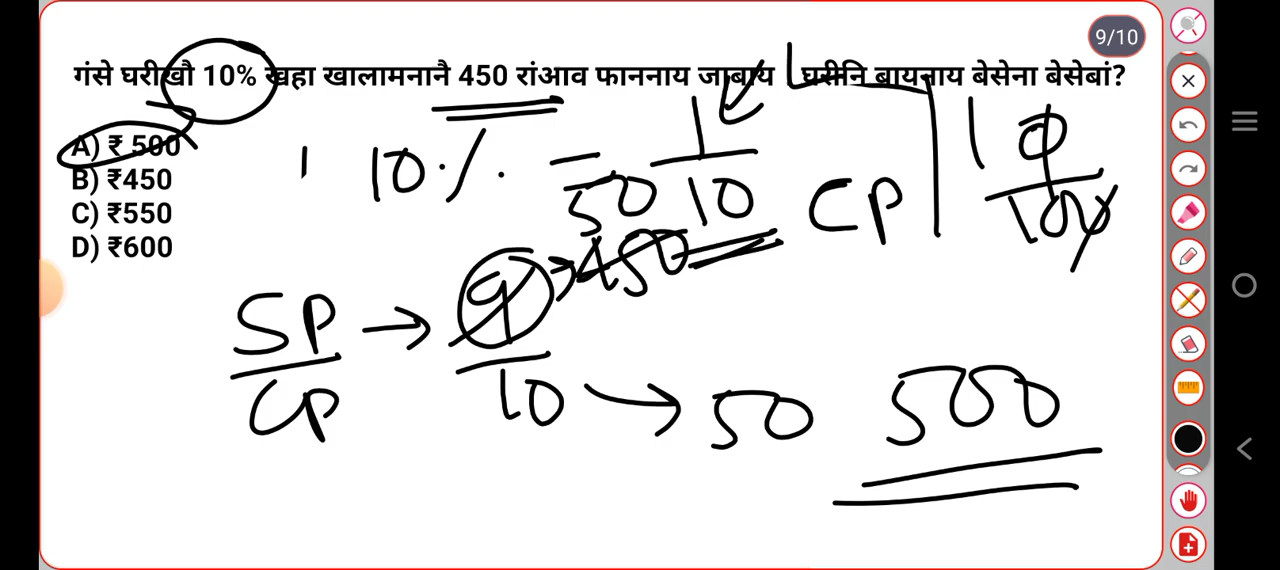 9/10
गंसे घरीखौ 10% खहा खालामनानै 450 रांआव फाननाय जाबाय। घरीनि बायनाय बेसेना बेसेबां?
A) ₹ 500
B) ₹450
C) ₹550
D) ₹600
10%. = 1/10 CP
10/100
50
SP/CP → 9/10
→ 450
→ 50
500